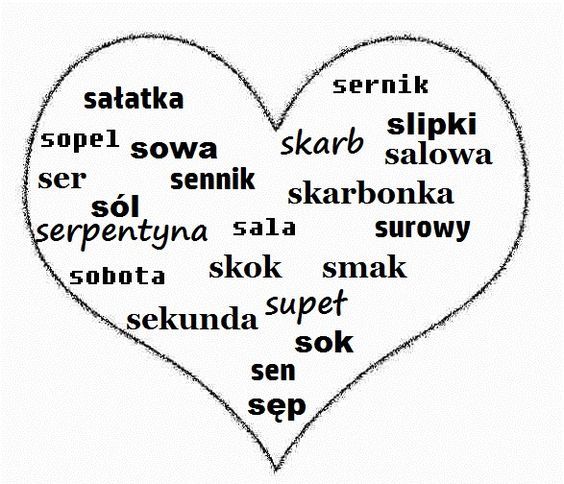 sernik
sałatka
slipki
sopel
sowa
skarb
salowa
ser
sennik
skarbonka
sól
serpentyna
sala
surowy
sobota
skok
smak
sekunda
supeł
sok
sen
sęp